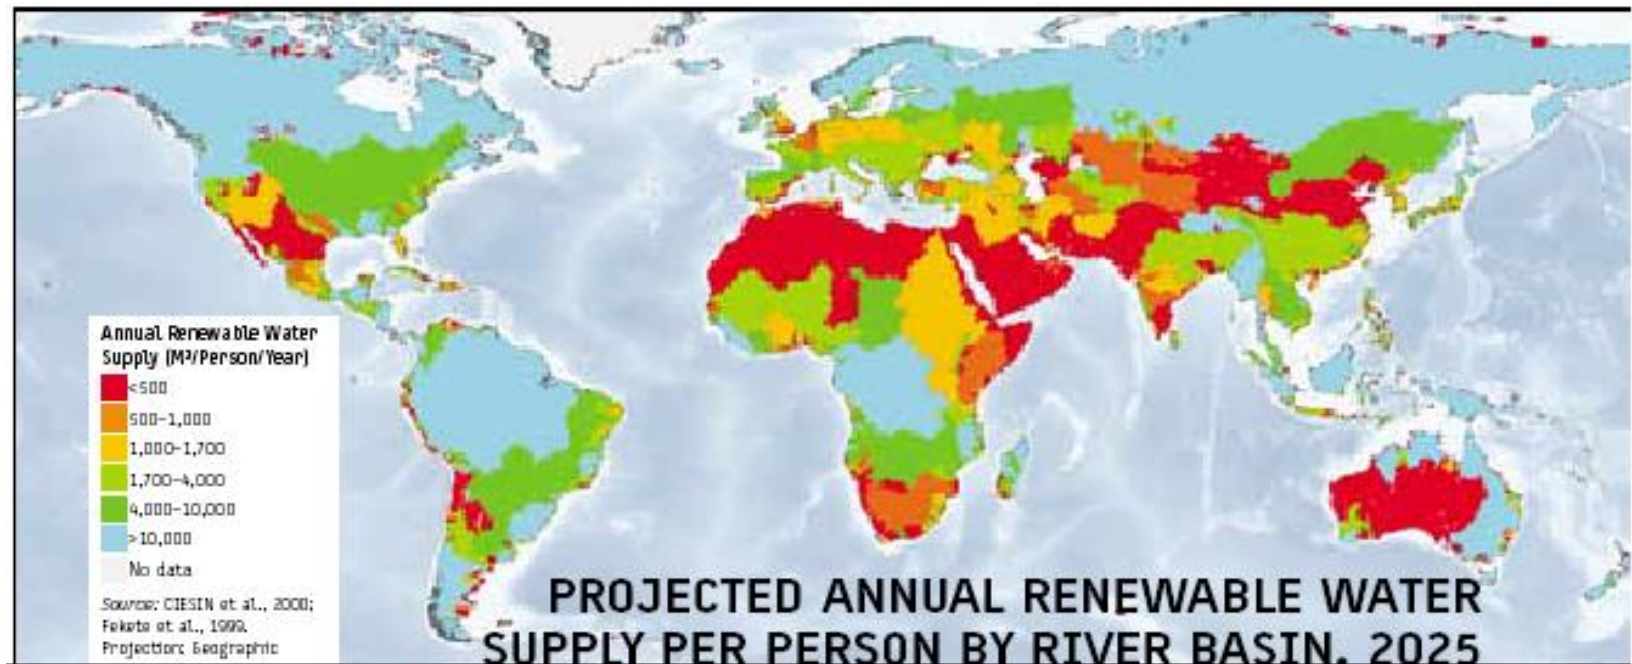 Annual Renewable Water
Supply (M³/Person/Year)
<500
500–1,000
1,000–1,700
1,700–4,000
4,000–10,000
>10,000
No data
Source: CIESIN et al., 2000;
Fekete et al., 1999.
Projection: Geographic
PROJECTED ANNUAL RENEWABLE WATER
SUPPLY PER PERSON BY RIVER BASIN, 2025